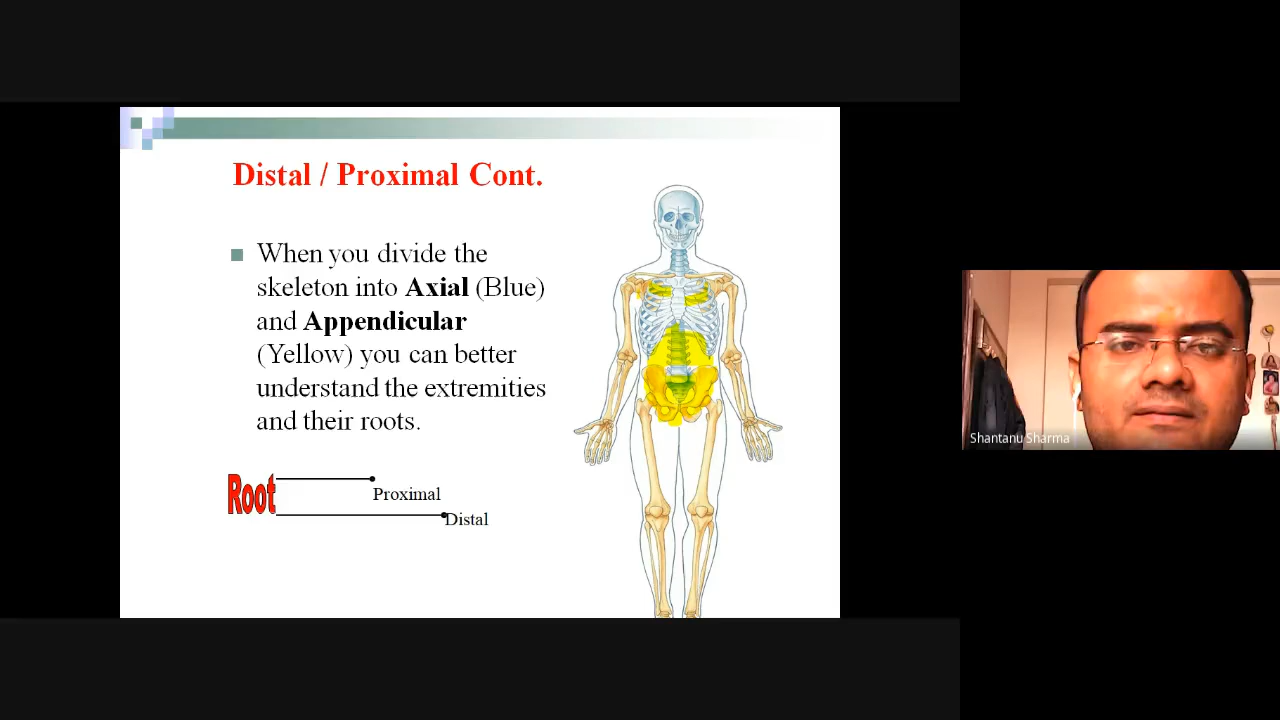 Distal / Proximal Cont.
When you divide the
skeleton into Axial (Blue)
and Appendicular
(Yellow) you can better
understand the extremities
and their roots.
Root
Proximal
Distal
Shantanu Sharma